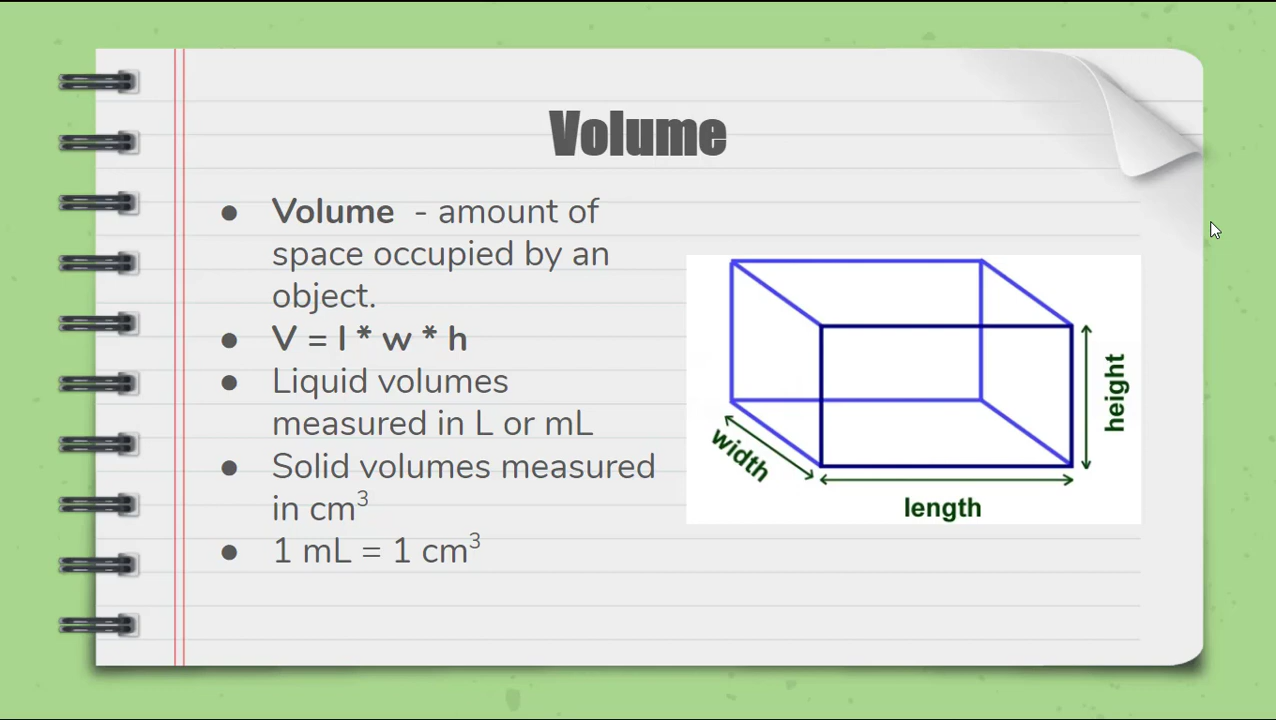 Volume
● Volume - amount of
space occupied by an
object.
● V = l * w * h
● Liquid volumes
measured in L or mL
● Solid volumes measured
in cm³
● 1 mL = 1 cm³
height
width
length